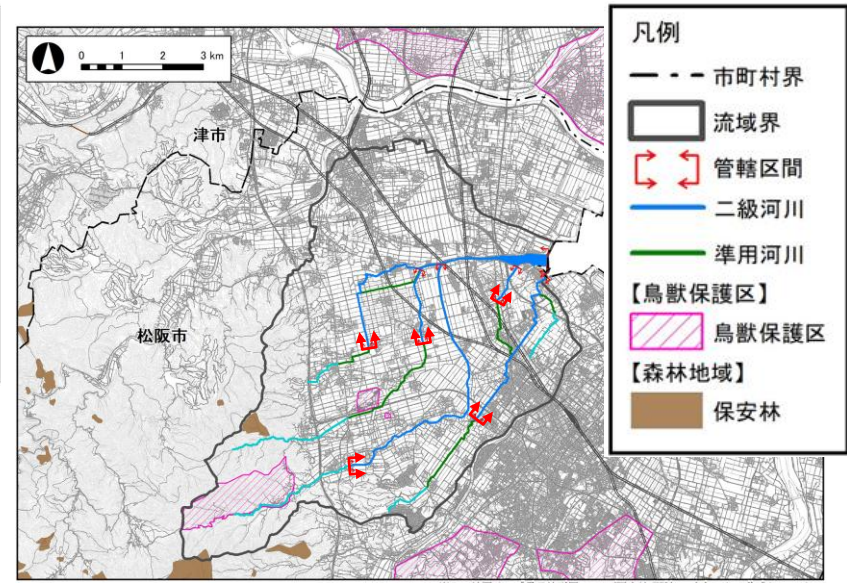 0 1 2 3 km
津市
松阪市
凡例
市町村界
流域界
管轄区間
二級河川
準用河川
【鳥獣保護区】
鳥獣保護区
【森林地域】
保安林